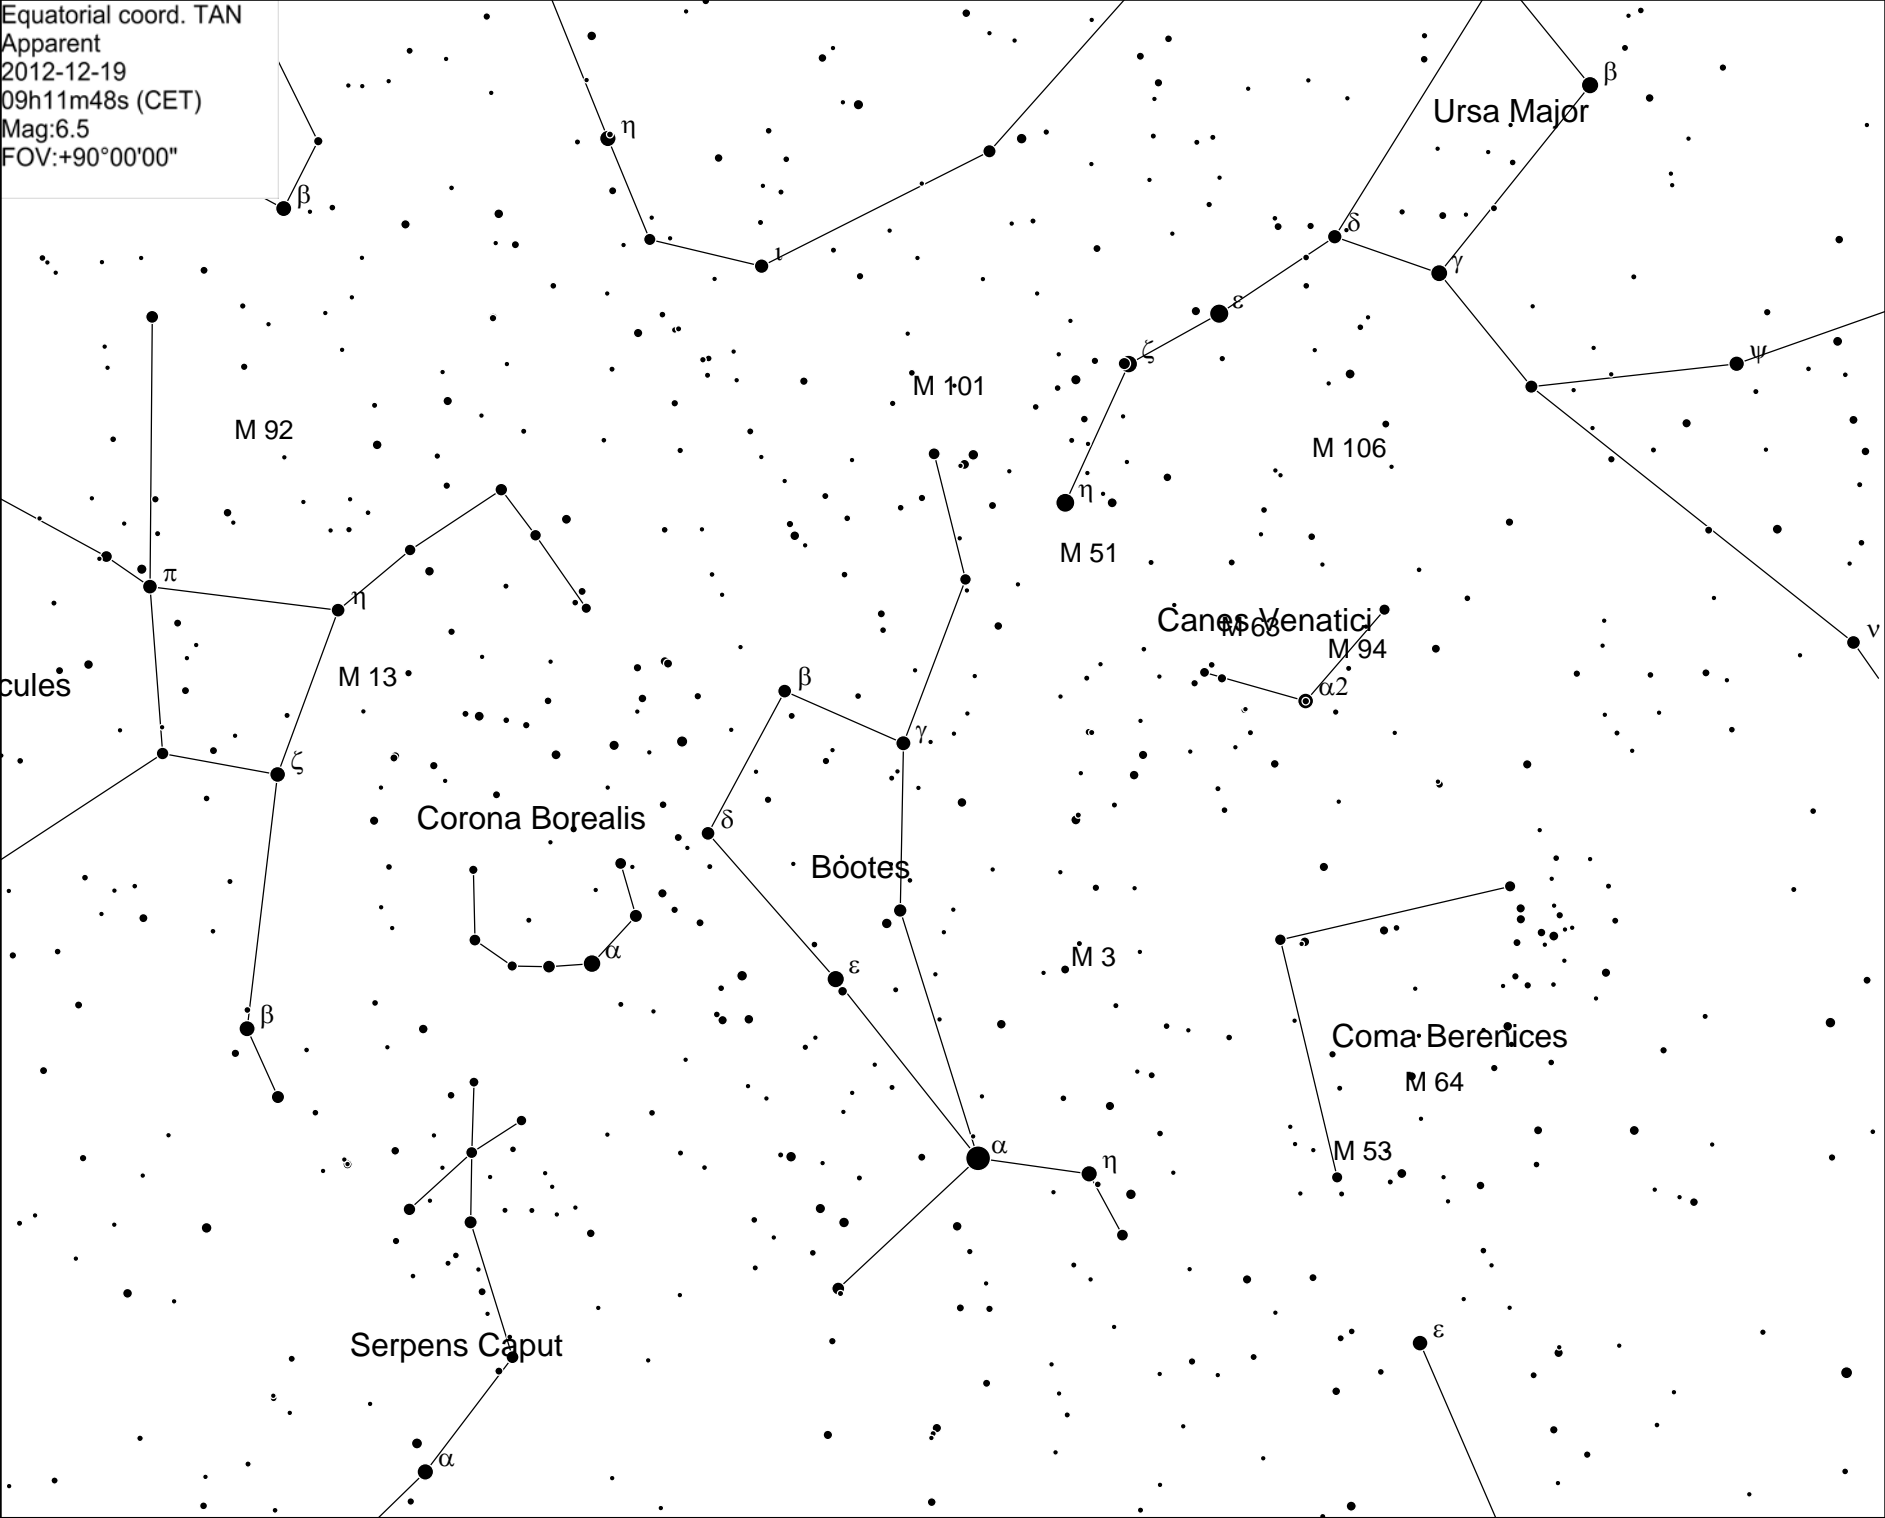 Equatorial coord. TAN
Apparent
2012-12-19
09h11m48s (CET)
Mag:6.5
FOV:+90°00'00"
β
Ursa Major
η
β
δ
γ
ι
ε
ζ
ψ
M 101
M 92
M 106
η
M 51
π
η
Canes Venatici
M 63
ν
M 94
M 13
cules
β
α2
γ
ζ
Corona Borealis
δ
Bootes
α
M 3
ε
β
Coma Berenices
M 64
α
M 53
η
ε
Serpens Caput
α